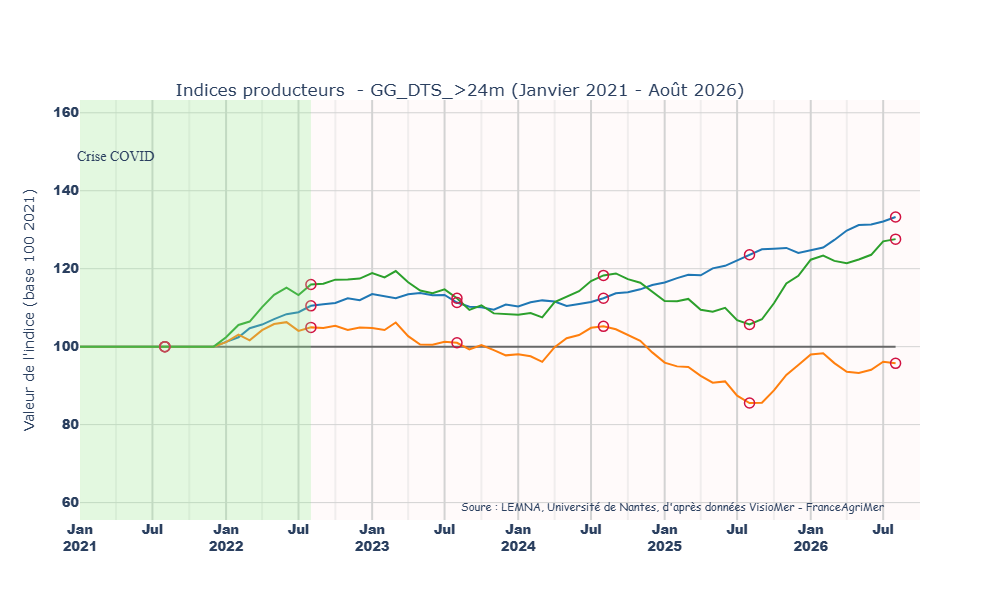 Indices producteurs - GG_DTS_>24m (Janvier 2021 - Août 2026)
160
Crise COVID
140
120
100
80
60
Valeur de l'indice (base 100 2021)
Soure : LEMNA, Université de Nantes, d'après données VisioMer - FranceAgriMer
Jan Jul Jan Jul Jan Jul Jan Jul Jan Jul Jan Jul
2021 2022 2023 2024 2025 2026